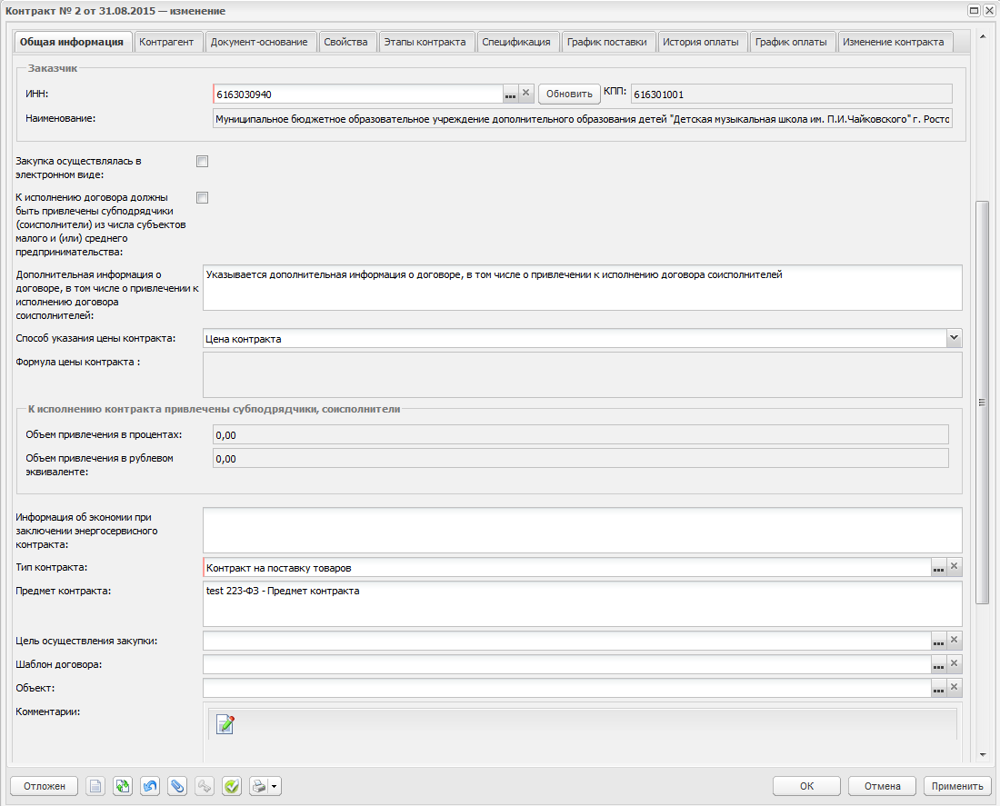 Контракт № 2 от 31.08.2015 — изменение
Общая информация Контрагент Документ-основание Свойства Этапы контракта Спецификация График поставки История оплаты График оплаты Изменение контракта
Заказчик
ИНН: 6163030940 Обновить КПП: 616301001
Наименование: Муниципальное бюджетное образовательное учреждение дополнительного образования детей "Детская музыкальная школа им. П.И.Чайковского" г. Росто
Закупка осуществлялась в
электронном виде:
К исполнению договора должны
быть привлечены субподрядчики
(соисполнители) из числа субъектов
малого и (или) среднего
предпринимательства:
Дополнительная информация о
договоре, в том числе о привлечении к
исполнению договора
соисполнителей:
Указывается дополнительная информация о договоре, в том числе о привлечении к исполнению договора соисполнителей
Способ указания цены контракта: Цена контракта
Формула цены контракта :
К исполнению контракта привлечены субподрядчики, соисполнители
Объем привлечения в процентах: 0,00
Объем привлечения в рублевом
эквиваленте:
0,00
Информация об экономии при
заключении энергосервисного
контракта:
Тип контракта: Контракт на поставку товаров
Предмет контракта: test 223-ФЗ - Предмет контракта
Цель осуществления закупки:
Шаблон договора:
Объект:
Комментарии:
Отложен ОК Отмена Применить